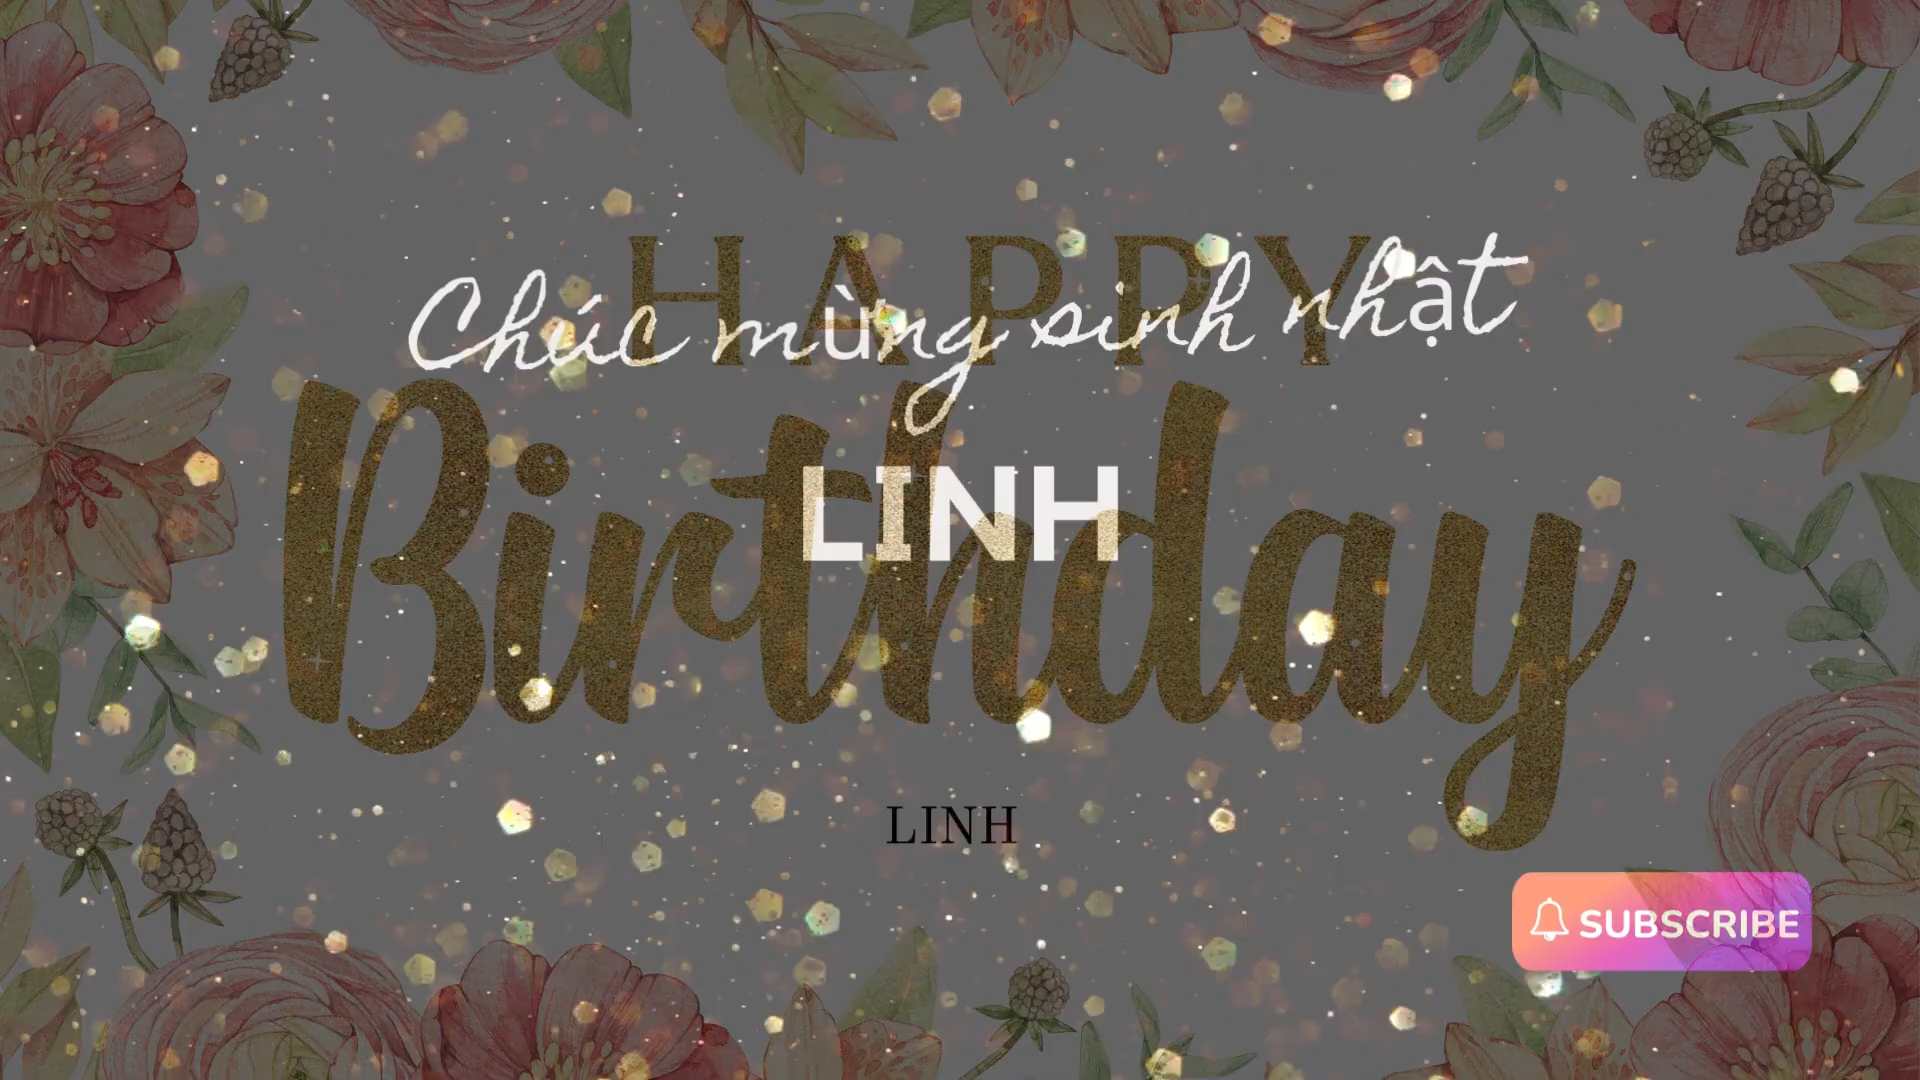 HAPPY
Chúc mừng sinh nhật
Birthday
LINH
LINH
SUBSCRIBE